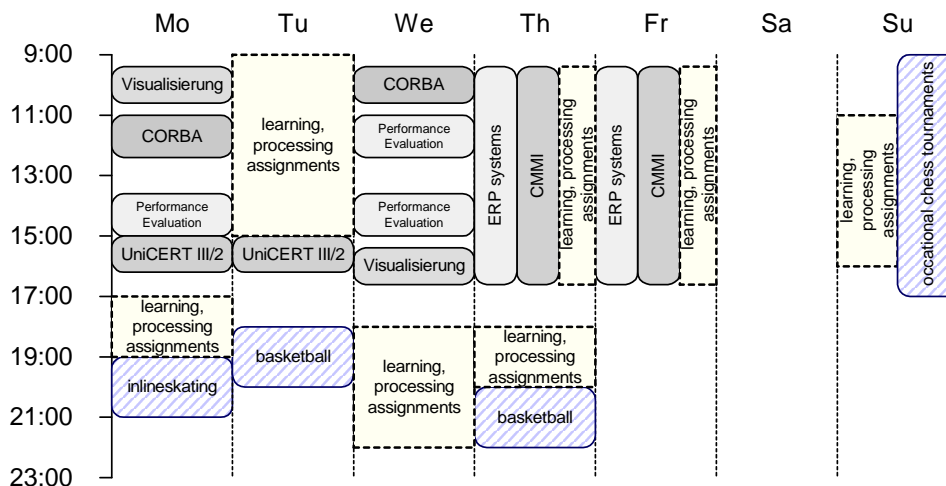 Mo Tu We Th Fr Sa Su
9:00
11:00
13:00
15:00
17:00
19:00
21:00
23:00
Visualisierung
CORBA
Performance
Evaluation
UniCERT III/2
learning,
processing
assignments
inlineskating
learning,
processing
assignments
UniCERT III/2
basketball
CORBA
Performance
Evaluation
Performance
Evaluation
Visualisierung
learning,
processing
assignments
ERP systems
CMMI
learning, processing
assignments
learning,
processing
assignments
basketball
ERP systems
CMMI
learning, processing
assignments
learning,
processing
assignments
occational chess tournaments